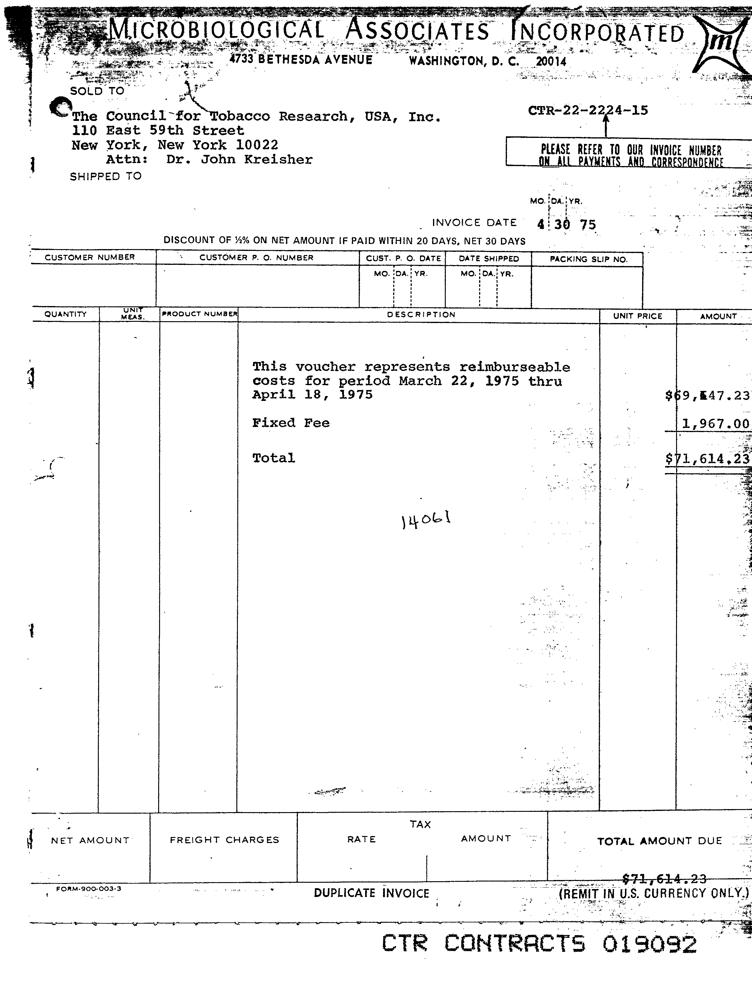 MICROBIOLOGICAL ASSOCIATES INCORPORATED
m
4733 BETHESDA AVENUE WASHINGTON, D. C. 20014
SOLD TO
The Council for Tobacco Research, USA, Inc.
110 East 59th Street
New York, New York 10022
Attn: Dr. John Kreisher
CTR-22-2224-15
PLEASE REFER TO OUR INVOICE NUMBER
ON ALL PAYMENTS AND CORRESPONDENCE
SHIPPED TO
MO. DA. YR.
INVOICE DATE 4 30 75
DISCOUNT OF ½% ON NET AMOUNT IF PAID WITHIN 20 DAYS, NET 30 DAYS
CUSTOMER NUMBER CUSTOMER P. O. NUMBER CUST. P. O. DATE DATE SHIPPED PACKING SLIP NO.
MO. DA. YR. MO. DA. YR.
QUANTITY UNIT MEAS. PRODUCT NUMBER DESCRIPTION UNIT PRICE AMOUNT
This voucher represents reimburseable
costs for period March 22, 1975 thru
April 18, 1975 $69,647.23
Fixed Fee 1,967.00
Total $71,614.23
14061
TAX
NET AMOUNT FREIGHT CHARGES RATE AMOUNT TOTAL AMOUNT DUE
$71,614.23
FORM-900-003-3 DUPLICATE INVOICE (REMIT IN U.S. CURRENCY ONLY.)
CTR CONTRACTS 019092